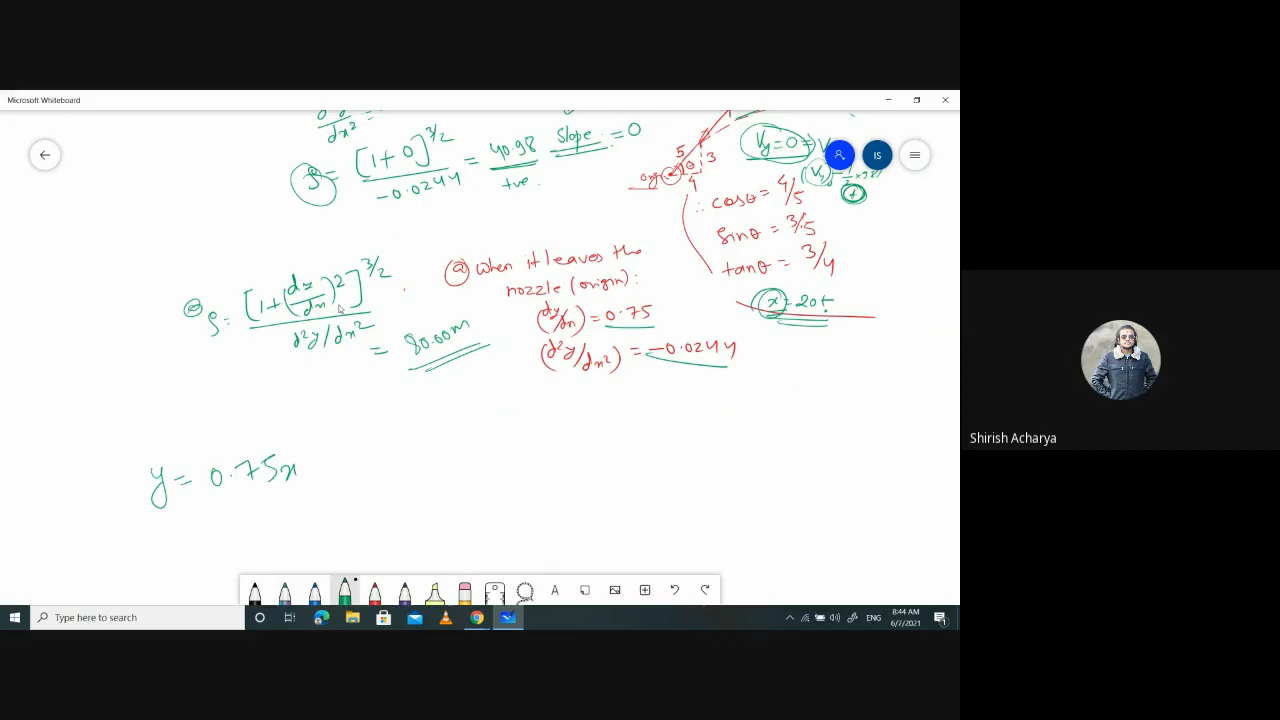 Microsoft Whiteboard
dx²
ρ = [1+0]^3/2 / -0.0244 = 40.98
+ve.
Slope = 0
5
θ
3
4
Vy=0 =)
IS
∴ cosθ = 4/5
sinθ = 3/5
tanθ = 3/4
x = 20t
ρ = [1+(dx/dx)²]^3/2 / d²y/dx² = 80.00m
ⓐ When it leaves the
nozzle (origin):
(dy/dx) = 0.75
(d²y/dx²) = -0.0244
Shirish Acharya
y = 0.75x
A
Type here to search
ENG
8:44 AM
6/7/2021
1